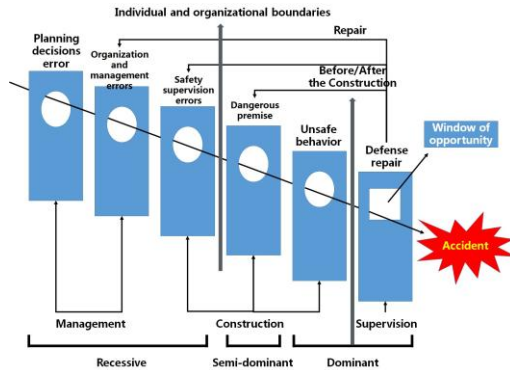 Individual and organizational boundaries
Repair
Planning
decisions
error
Organization
and
management
errors
Safety
supervision
errors
Before/After
the Construction
Dangerous
premise
Unsafe
behavior
Defense
repair
Window of
opportunity
Accident
Management
Construction
Supervision
Recessive
Semi-dominant
Dominant